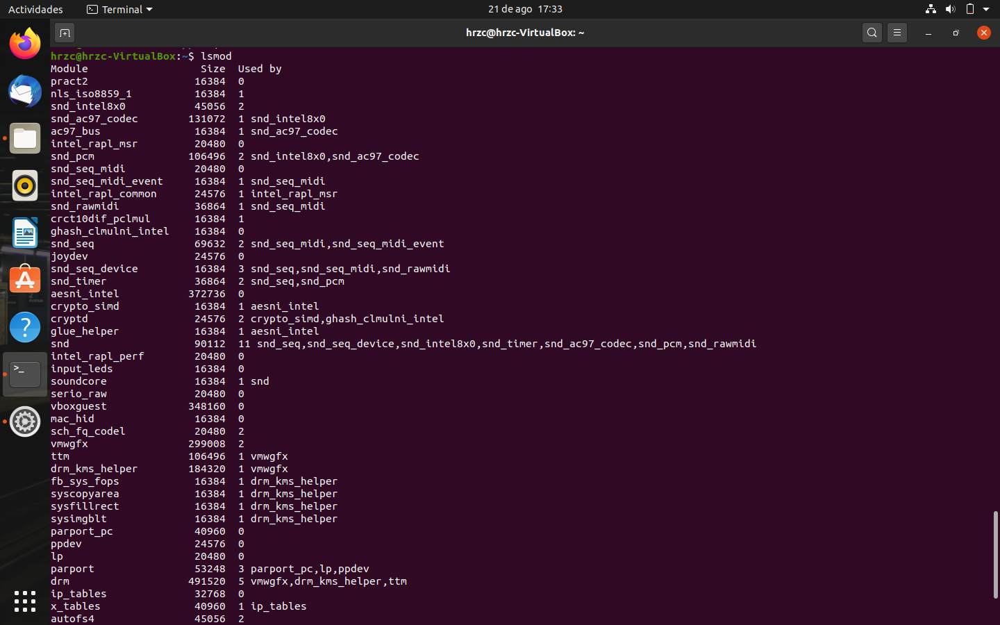 Actividades Terminal 21 de ago 17:33
hrzc@hrzc-VirtualBox: ~
hrzc@hrzc-VirtualBox:~$ lsmod
Module                  Size  Used by
pract2                 16384  0
nls_iso8859_1          16384  1
snd_intel8x0           45056  2
snd_ac97_codec        131072  1 snd_intel8x0
ac97_bus               16384  1 snd_ac97_codec
intel_rapl_msr         20480  0
snd_pcm               106496  2 snd_intel8x0,snd_ac97_codec
snd_seq_midi           20480  0
snd_seq_midi_event     16384  1 snd_seq_midi
intel_rapl_common      24576  1 intel_rapl_msr
snd_rawmidi            36864  1 snd_seq_midi
crct10dif_pclmul       16384  1
ghash_clmulni_intel    16384  0
snd_seq                69632  2 snd_seq_midi,snd_seq_midi_event
joydev                 24576  0
snd_seq_device         16384  3 snd_seq,snd_seq_midi,snd_rawmidi
snd_timer              36864  2 snd_seq,snd_pcm
aesni_intel           372736  0
crypto_simd            16384  1 aesni_intel
cryptd                 24576  2 crypto_simd,ghash_clmulni_intel
glue_helper            16384  1 aesni_intel
snd                    90112  11 snd_seq,snd_seq_device,snd_intel8x0,snd_timer,snd_ac97_codec,snd_pcm,snd_rawmidi
intel_rapl_perf        20480  0
input_leds             16384  0
soundcore              16384  1 snd
serio_raw              20480  0
vboxguest             348160  0
mac_hid                16384  0
sch_fq_codel           20480  2
vmwgfx                299008  2
ttm                   106496  1 vmwgfx
drm_kms_helper        184320  1 vmwgfx
fb_sys_fops            16384  1 drm_kms_helper
syscopyarea            16384  1 drm_kms_helper
sysfillrect            16384  1 drm_kms_helper
sysimgblt              16384  1 drm_kms_helper
parport_pc             40960  0
ppdev                  24576  0
lp                     20480  0
parport                53248  3 parport_pc,lp,ppdev
drm                   491520  5 vmwgfx,drm_kms_helper,ttm
ip_tables              32768  0
x_tables               40960  1 ip_tables
autofs4                45056  2